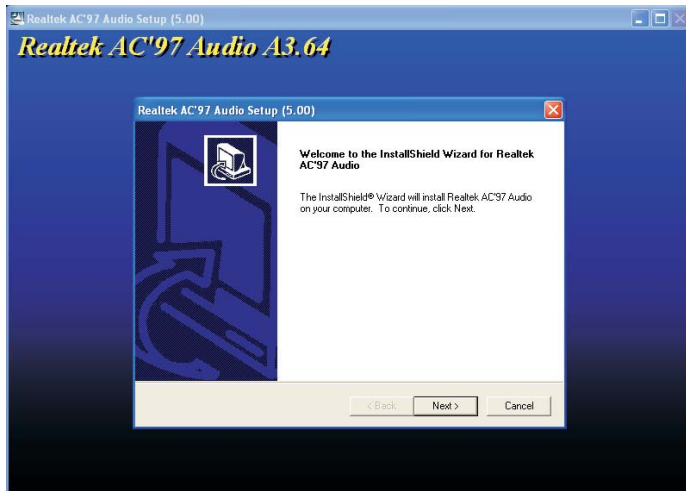 Realtek AC'97 Audio Setup (5.00)
Realtek AC'97 Audio A3.64
Realtek AC'97 Audio Setup (5.00)
Welcome to the InstallShield Wizard for Realtek
AC'97 Audio
The InstallShield® Wizard will install Realtek AC'97 Audio
on your computer. To continue, click Next.
< Back
Next >
Cancel